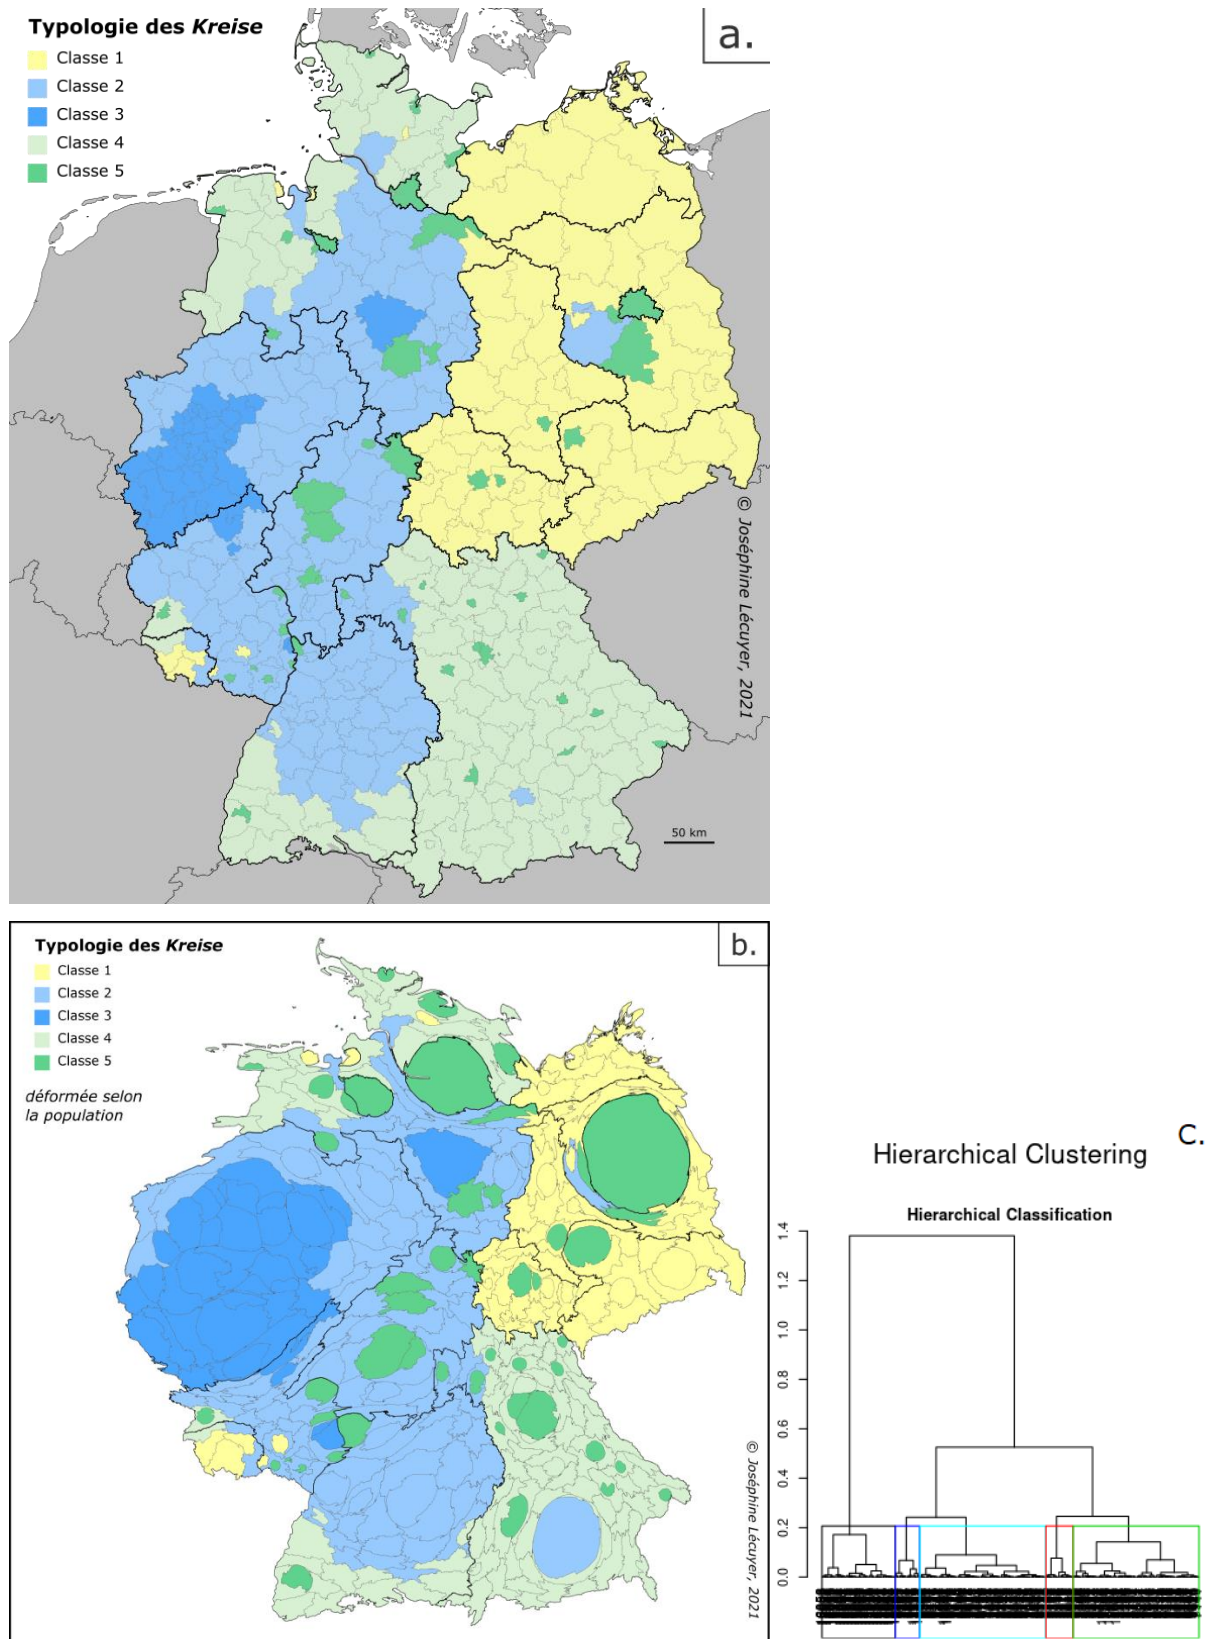 Typologie des Kreise
Classe 1
Classe 2
Classe 3
Classe 4
Classe 5
a.
© Joséphine Lécuyer, 2021
50 km
Typologie des Kreise
Classe 1
Classe 2
Classe 3
Classe 4
Classe 5
déformée selon
la population
b.
© Joséphine Lécuyer, 2021
C.
Hierarchical Clustering
Hierarchical Classification
1.4
1.2
1.0
0.8
0.6
0.4
0.2
0.0